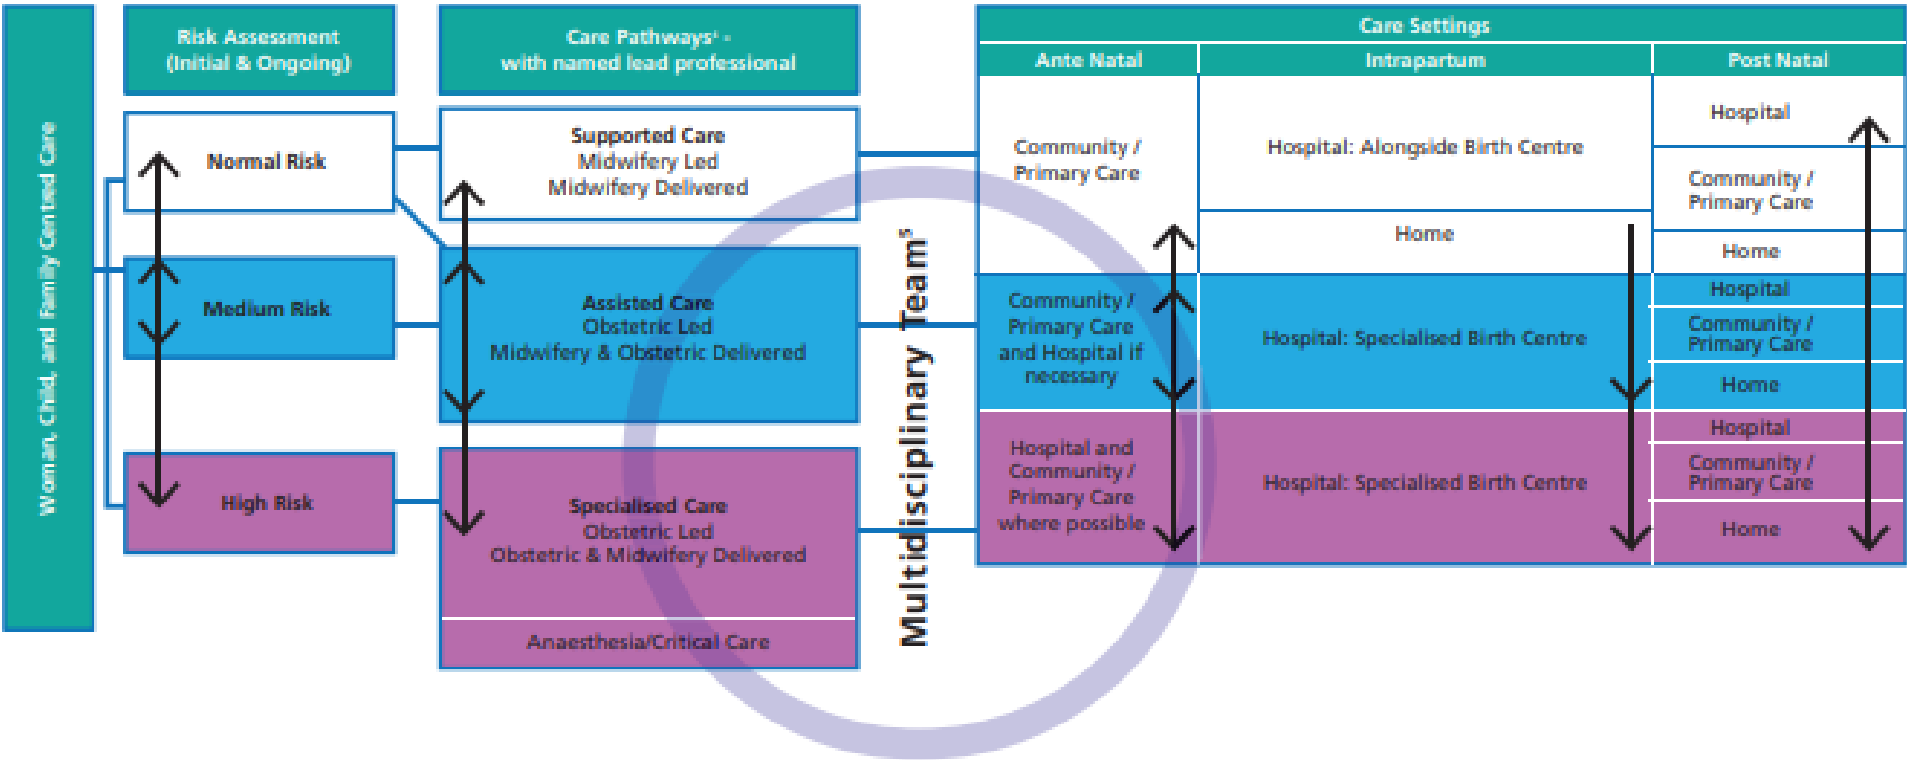 Woman, Child, and Family Centred Care
Risk Assessment
(Initial & Ongoing)
Normal Risk
Medium Risk
High Risk
Care Pathways⁴ -
with named lead professional
Supported Care
Midwifery Led
Midwifery Delivered
Assisted Care
Obstetric Led
Midwifery & Obstetric Delivered
Specialised Care
Obstetric Led
Obstetric & Midwifery Delivered
Anaesthesia/Critical Care
Multidisciplinary Team⁵
Care Settings
Ante Natal
Intrapartum
Post Natal
Community /
Primary Care
Hospital: Alongside Birth Centre
Home
Hospital
Community /
Primary Care
Home
Community /
Primary Care
and Hospital if
necessary
Hospital: Specialised Birth Centre
Hospital
Community /
Primary Care
Home
Hospital and
Community /
Primary Care
where possible
Hospital: Specialised Birth Centre
Hospital
Community /
Primary Care
Home